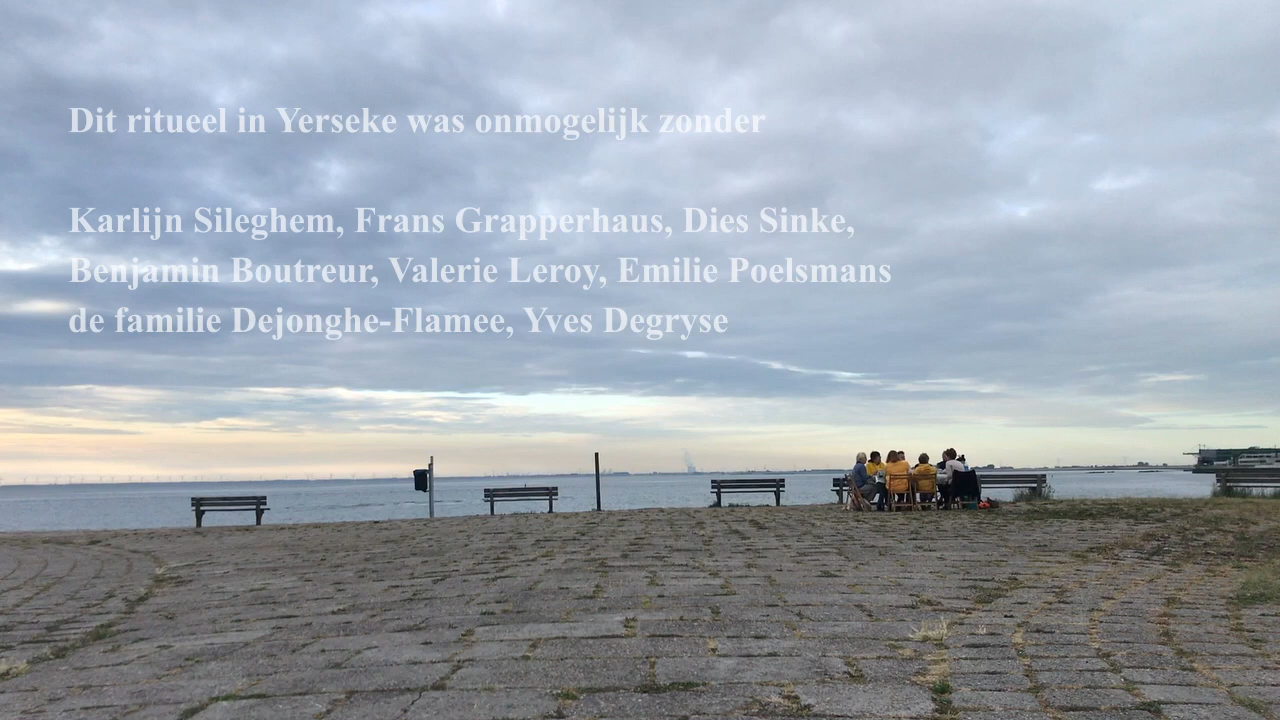 Dit ritueel in Yerseke was onmogelijk zonder
Karlijn Sileghem, Frans Grapperhaus, Dies Sinke,
Benjamin Boutreur, Valerie Leroy, Emilie Poelsmans
de familie Dejonghe-Flamee, Yves Degryse